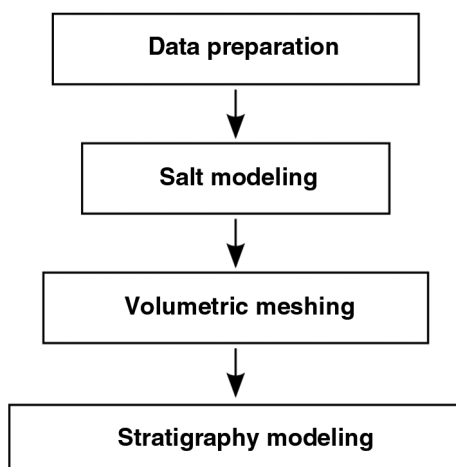 Data preparation
Salt modeling
Volumetric meshing
Stratigraphy modeling